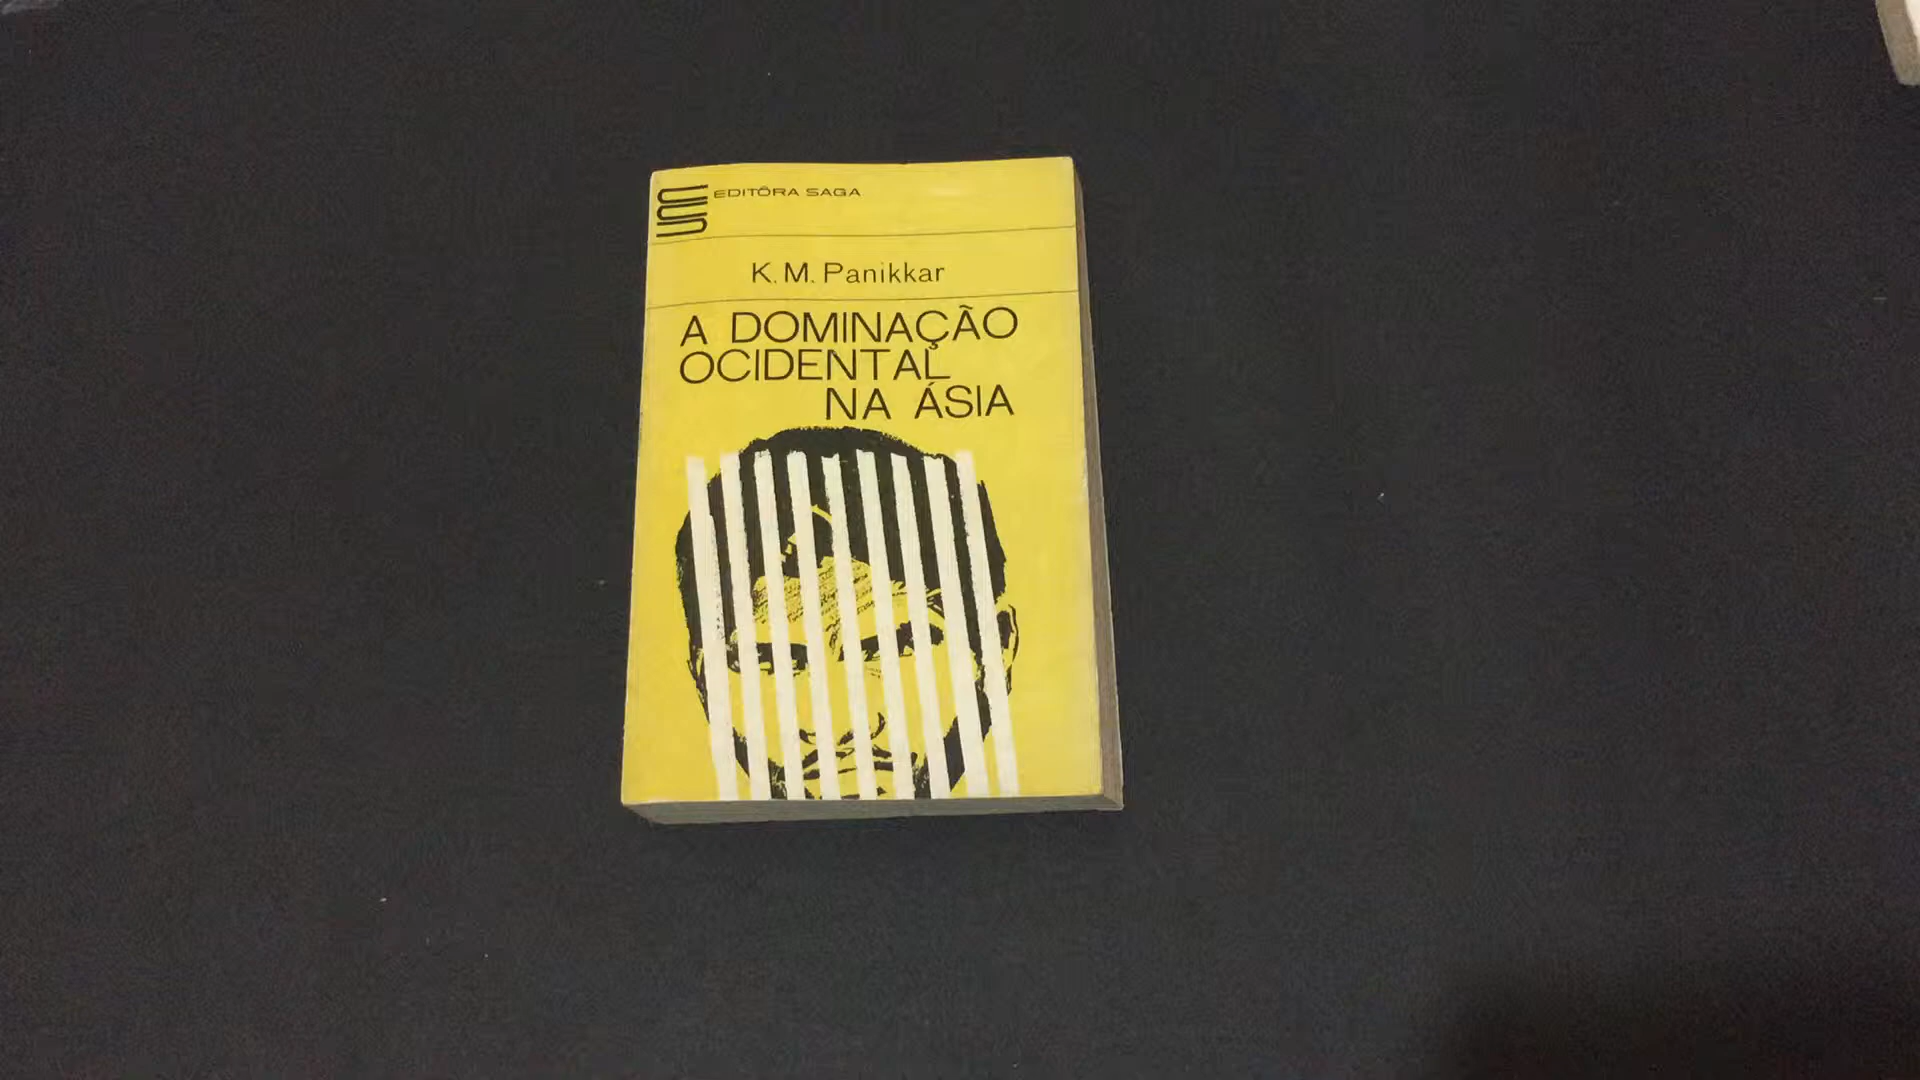 EDITÔRA SAGA
K. M. Panikkar
A DOMINAÇÃO
OCIDENTAL
NA ÁSIA